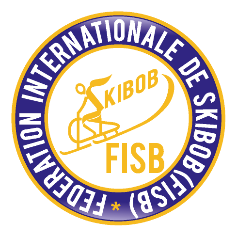 FEDERATION INTERNATIONALE DE SKIBOB (FISB) *
SKIBOB
FISB